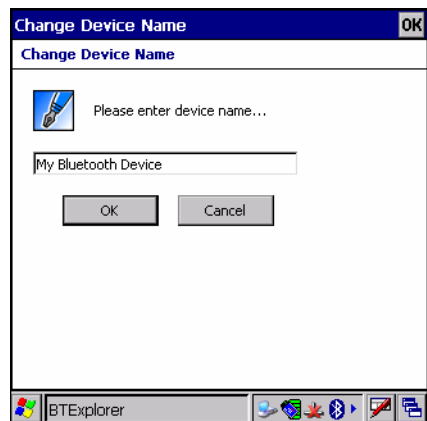 Change Device Name OK
Change Device Name
Please enter device name...
My Bluetooth Device
OK Cancel
BTExplorer